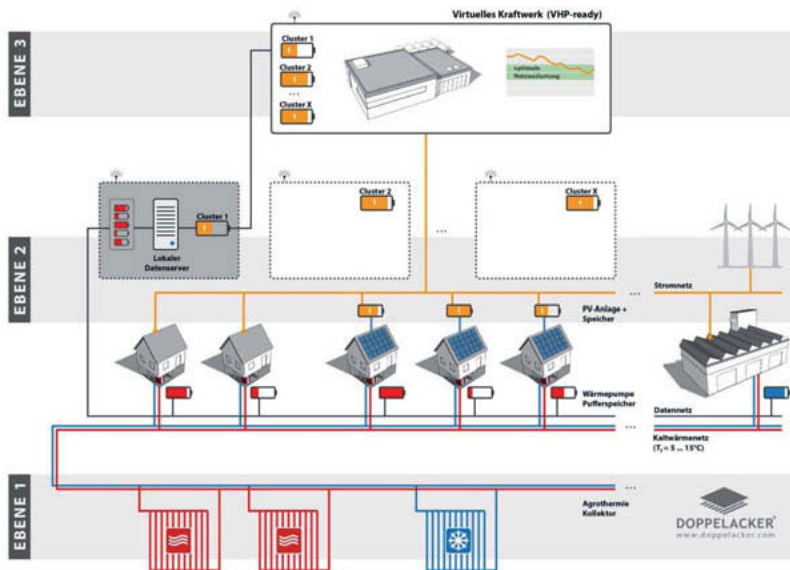 Virtuelles Kraftwerk (VHP-ready)
EBENE 3
Cluster 1
Cluster 2
...
Cluster X
optimale
Netzauslastung
EBENE 2
Cluster 1
Lokaler
Datenserver
Cluster 2
...
Cluster X
...
Stromnetz
PV-Anlage +
Speicher
Wärmepumpe
Pufferspeicher
...
Datennetz
...
Kaltwärmenetz
(T₁ = 5 ... 15°C)
EBENE 1
...
Agrothermie
Kollektor
DOPPELACKER®
www.doppelacker.com